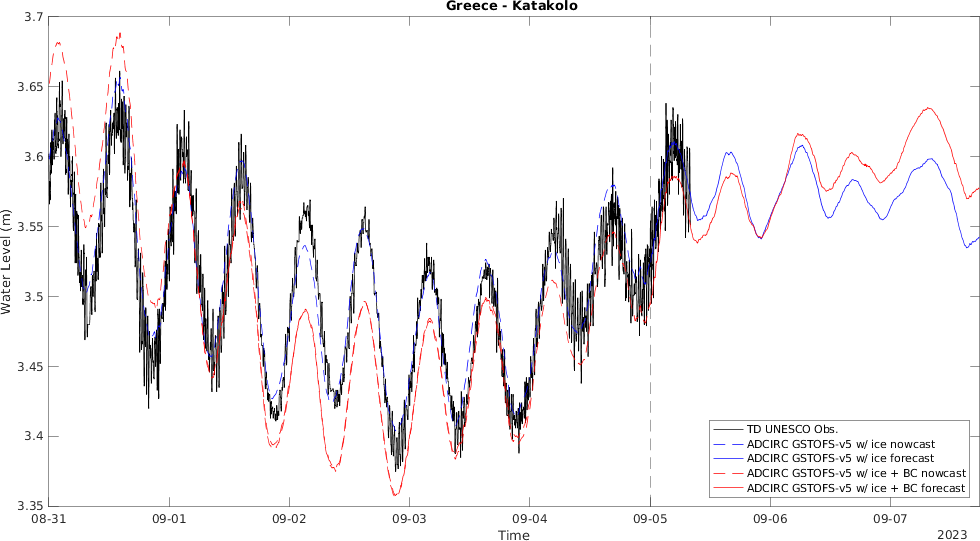 Greece - Katakolo
Water Level (m)
3.7
3.65
3.6
3.55
3.5
3.45
3.4
3.35
TD UNESCO Obs.
ADCIRC GSTOFS-v5 w/ ice nowcast
ADCIRC GSTOFS-v5 w/ ice forecast
ADCIRC GSTOFS-v5 w/ ice + BC nowcast
ADCIRC GSTOFS-v5 w/ ice + BC forecast
08-31 09-01 09-02 09-03 09-04 09-05 09-06 09-07
Time
2023